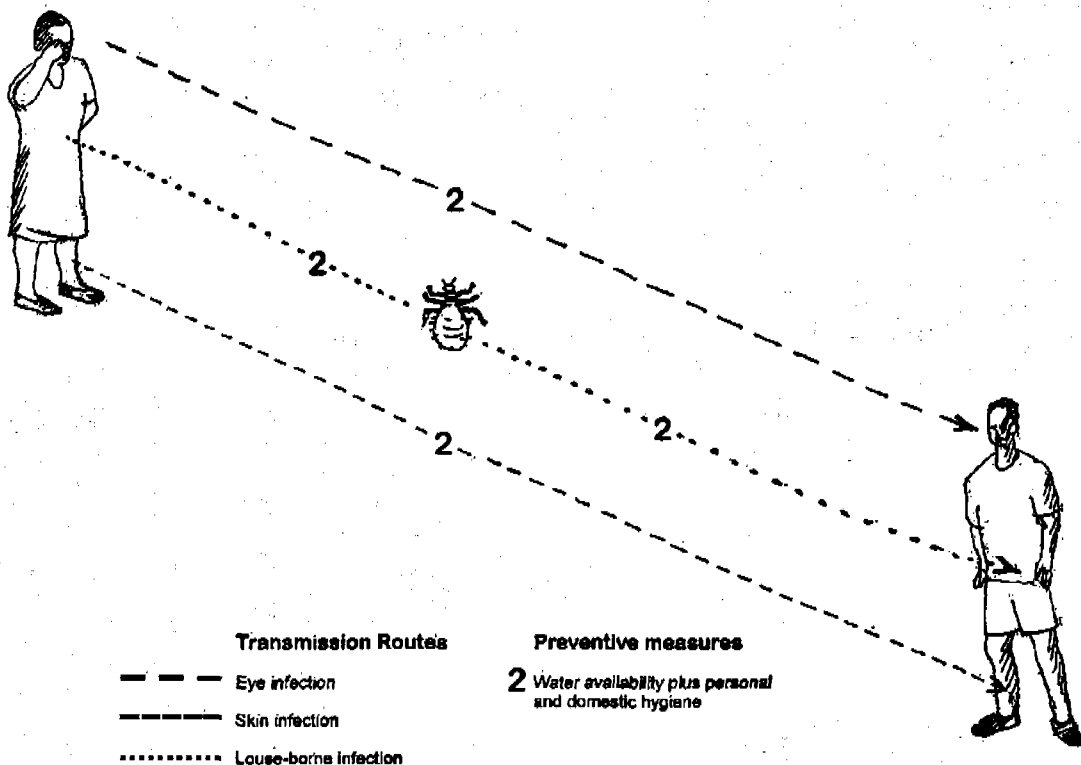 2
2
2
2
Transmission Routes
Eye infection
Skin infection
Louse-borne infection
Preventive measures
2 Water availability plus personal
and domestic hygiene